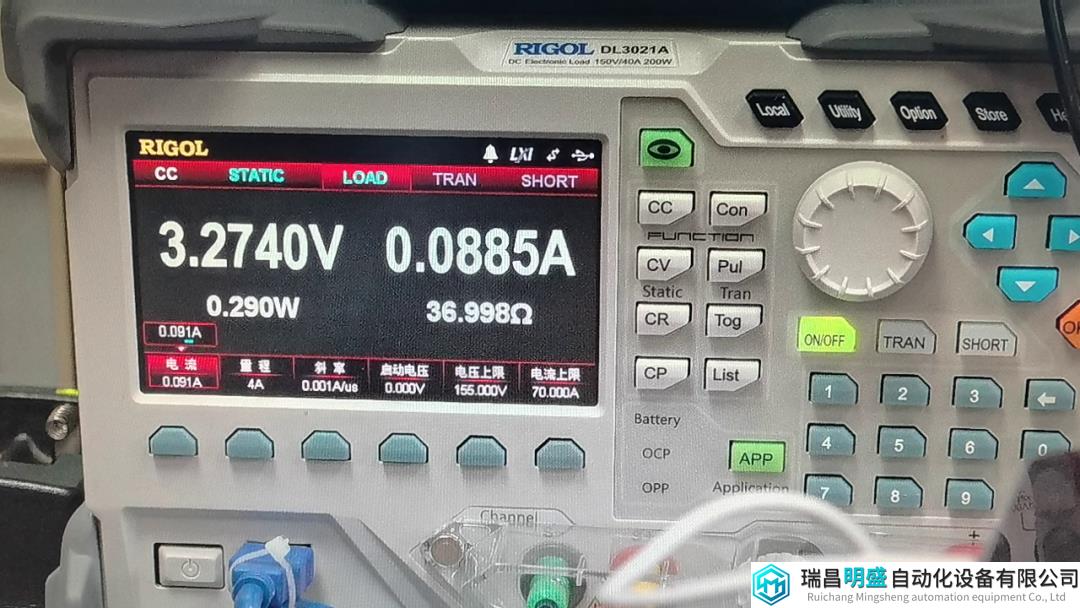 RIGOL DL3021A
DC Electronic Load 150V/40A 200W
Local Utility Option Store
RIGOL LXI
CC STATIC LOAD TRAN SHORT
3.2740V 0.0885A
0.290W 36.998Ω
0.091A
电流 量程 斜率 启动电压 电压上限 电流上限
0.091A 4A 0.001A/us 0.000V 155.000V 70.000A
CC Con
FUNCTION
CV Pul
Static Tran
CR Tog
CP List
Battery
OCP
OPP
APP
Application
ON/OFF TRAN SHORT
1 2 3
4 5 6 0
7 8 9
Channel
瑞昌明盛自动化设备有限公司
Ruichang Mingsheng automation equipment Co., Ltd